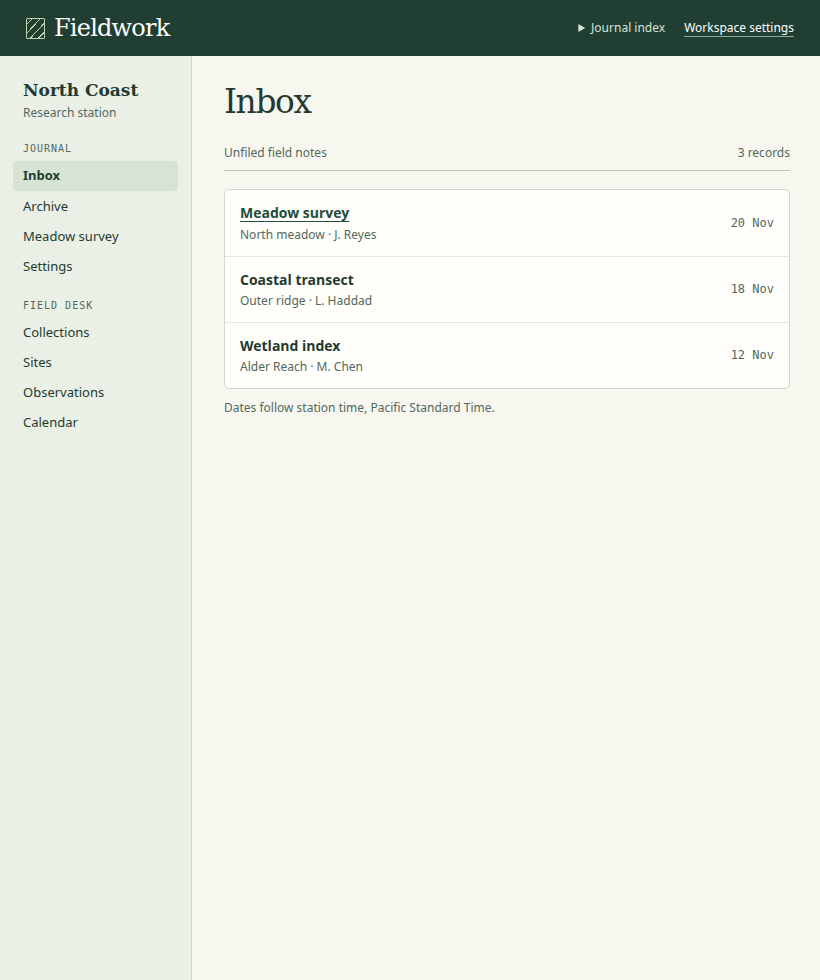 Fieldwork
Journal index
Workspace settings
North Coast
Research station
JOURNAL
Inbox
Archive
Meadow survey
Settings
FIELD DESK
Collections
Sites
Observations
Calendar
Inbox
Unfiled field notes
3 records
Meadow survey
North meadow · J. Reyes
20 Nov
Coastal transect
Outer ridge · L. Haddad
18 Nov
Wetland index
Alder Reach · M. Chen
12 Nov
Dates follow station time, Pacific Standard Time.